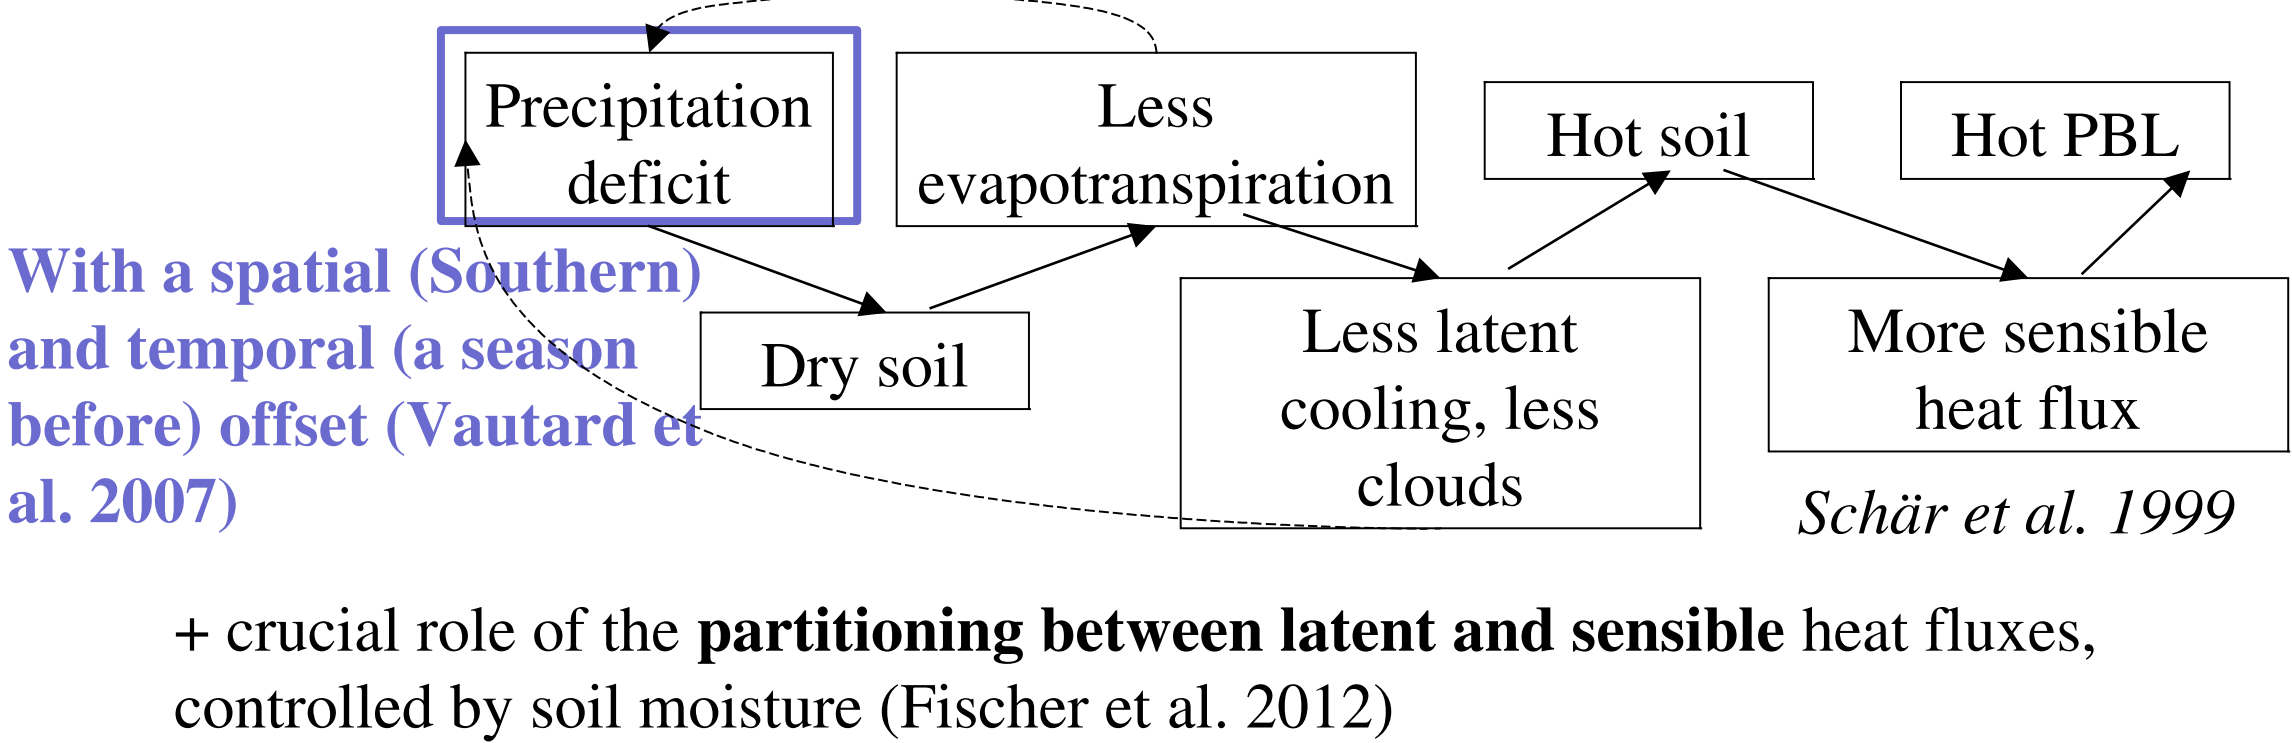 Precipitation
deficit
Less
evapotranspiration
Hot soil
Hot PBL
With a spatial (Southern)
and temporal (a season
before) offset (Vautard et
al. 2007)
Dry soil
Less latent
cooling, less
clouds
More sensible
heat flux
Schär et al. 1999
+ crucial role of the partitioning between latent and sensible heat fluxes,
controlled by soil moisture (Fischer et al. 2012)